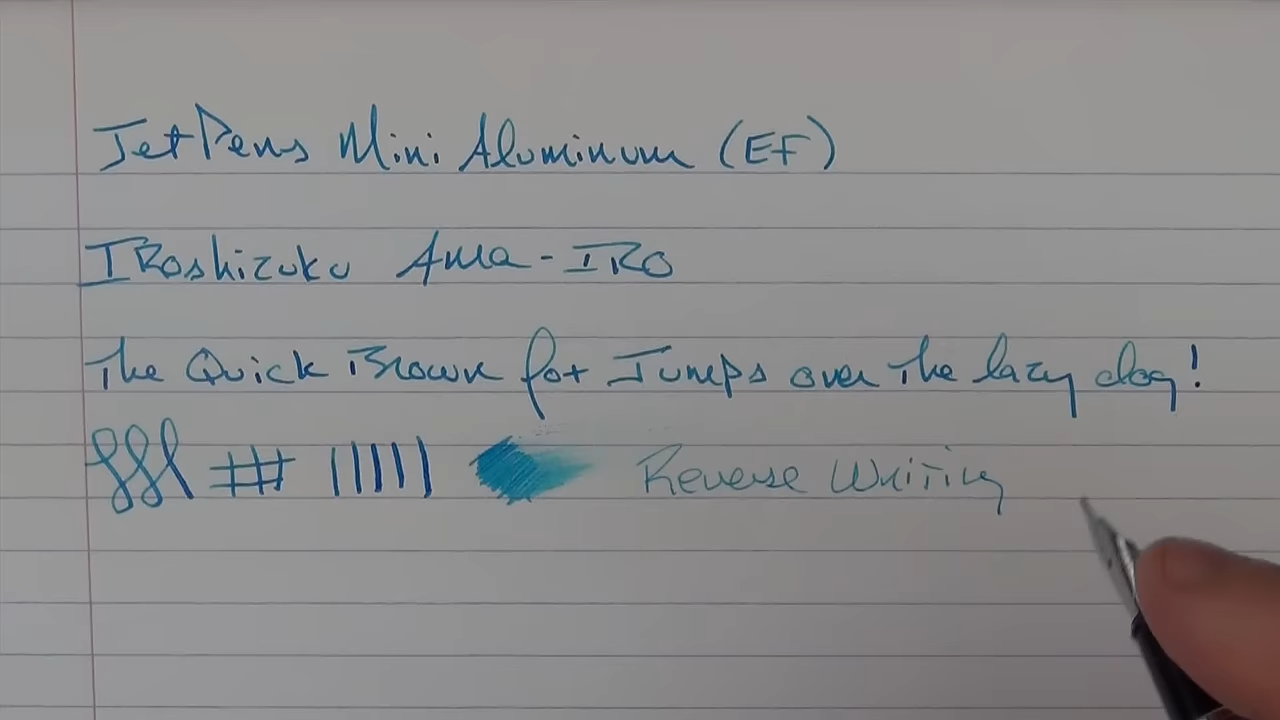 JetPens Mini Aluminum (EF)
IRoshizuku Ama-IRO
The Quick Brown fox Jumps over The lazy dog!
Reverse Writing